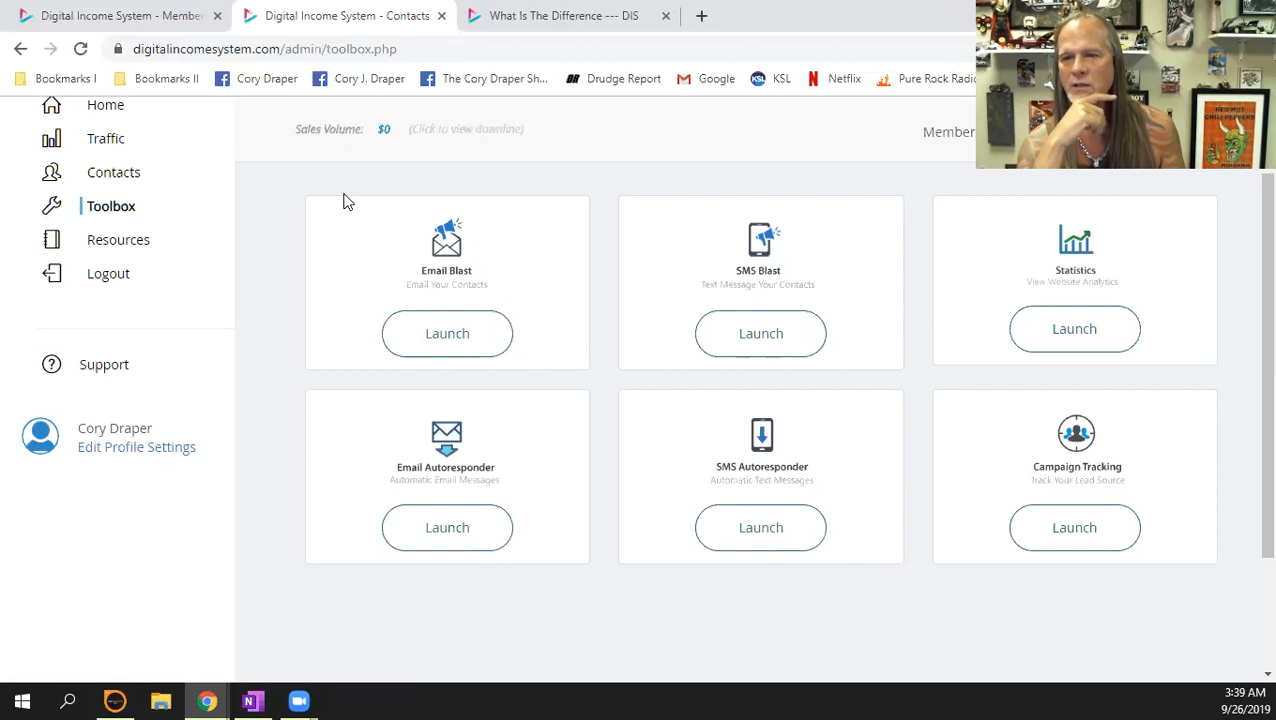 Digital Income System - Member
Digital Income System - Contacts
What Is The Difference -- DIS
digitalincomesystem.com/admin/toolbox.php
Bookmarks I
Bookmarks II
Cory Draper
Cory J. Draper
The Cory Draper Sh...
Drudge Report
Google
KSL
Netflix
Pure Rock Radio
RED HOT
CHILI PEPPERS
Home
Traffic
Contacts
Toolbox
Resources
Logout
Support
Cory Draper
Edit Profile Settings
Sales Volume: $0 (Click to view downline)
Member
Email Blast
Email Your Contacts
Launch
SMS Blast
Text Message Your Contacts
Launch
Statistics
View Website Analytics
Launch
Email Autoresponder
Automatic Email Messages
Launch
SMS Autoresponder
Automatic Text Messages
Launch
Campaign Tracking
Track Your Lead Source
Launch
3:39 AM
9/26/2019